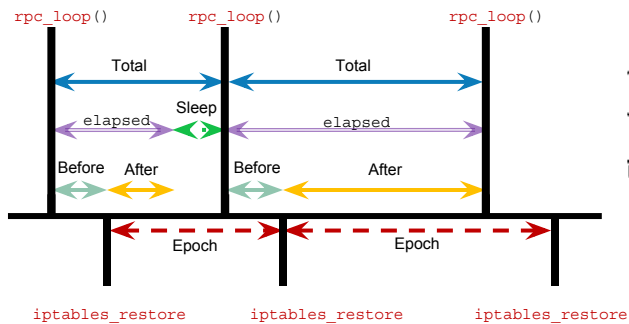 rpc_loop() rpc_loop() rpc_loop()
Total Total
Sleep
elapsed elapsed
Before After Before After
Epoch Epoch
iptables_restore iptables_restore iptables_restore